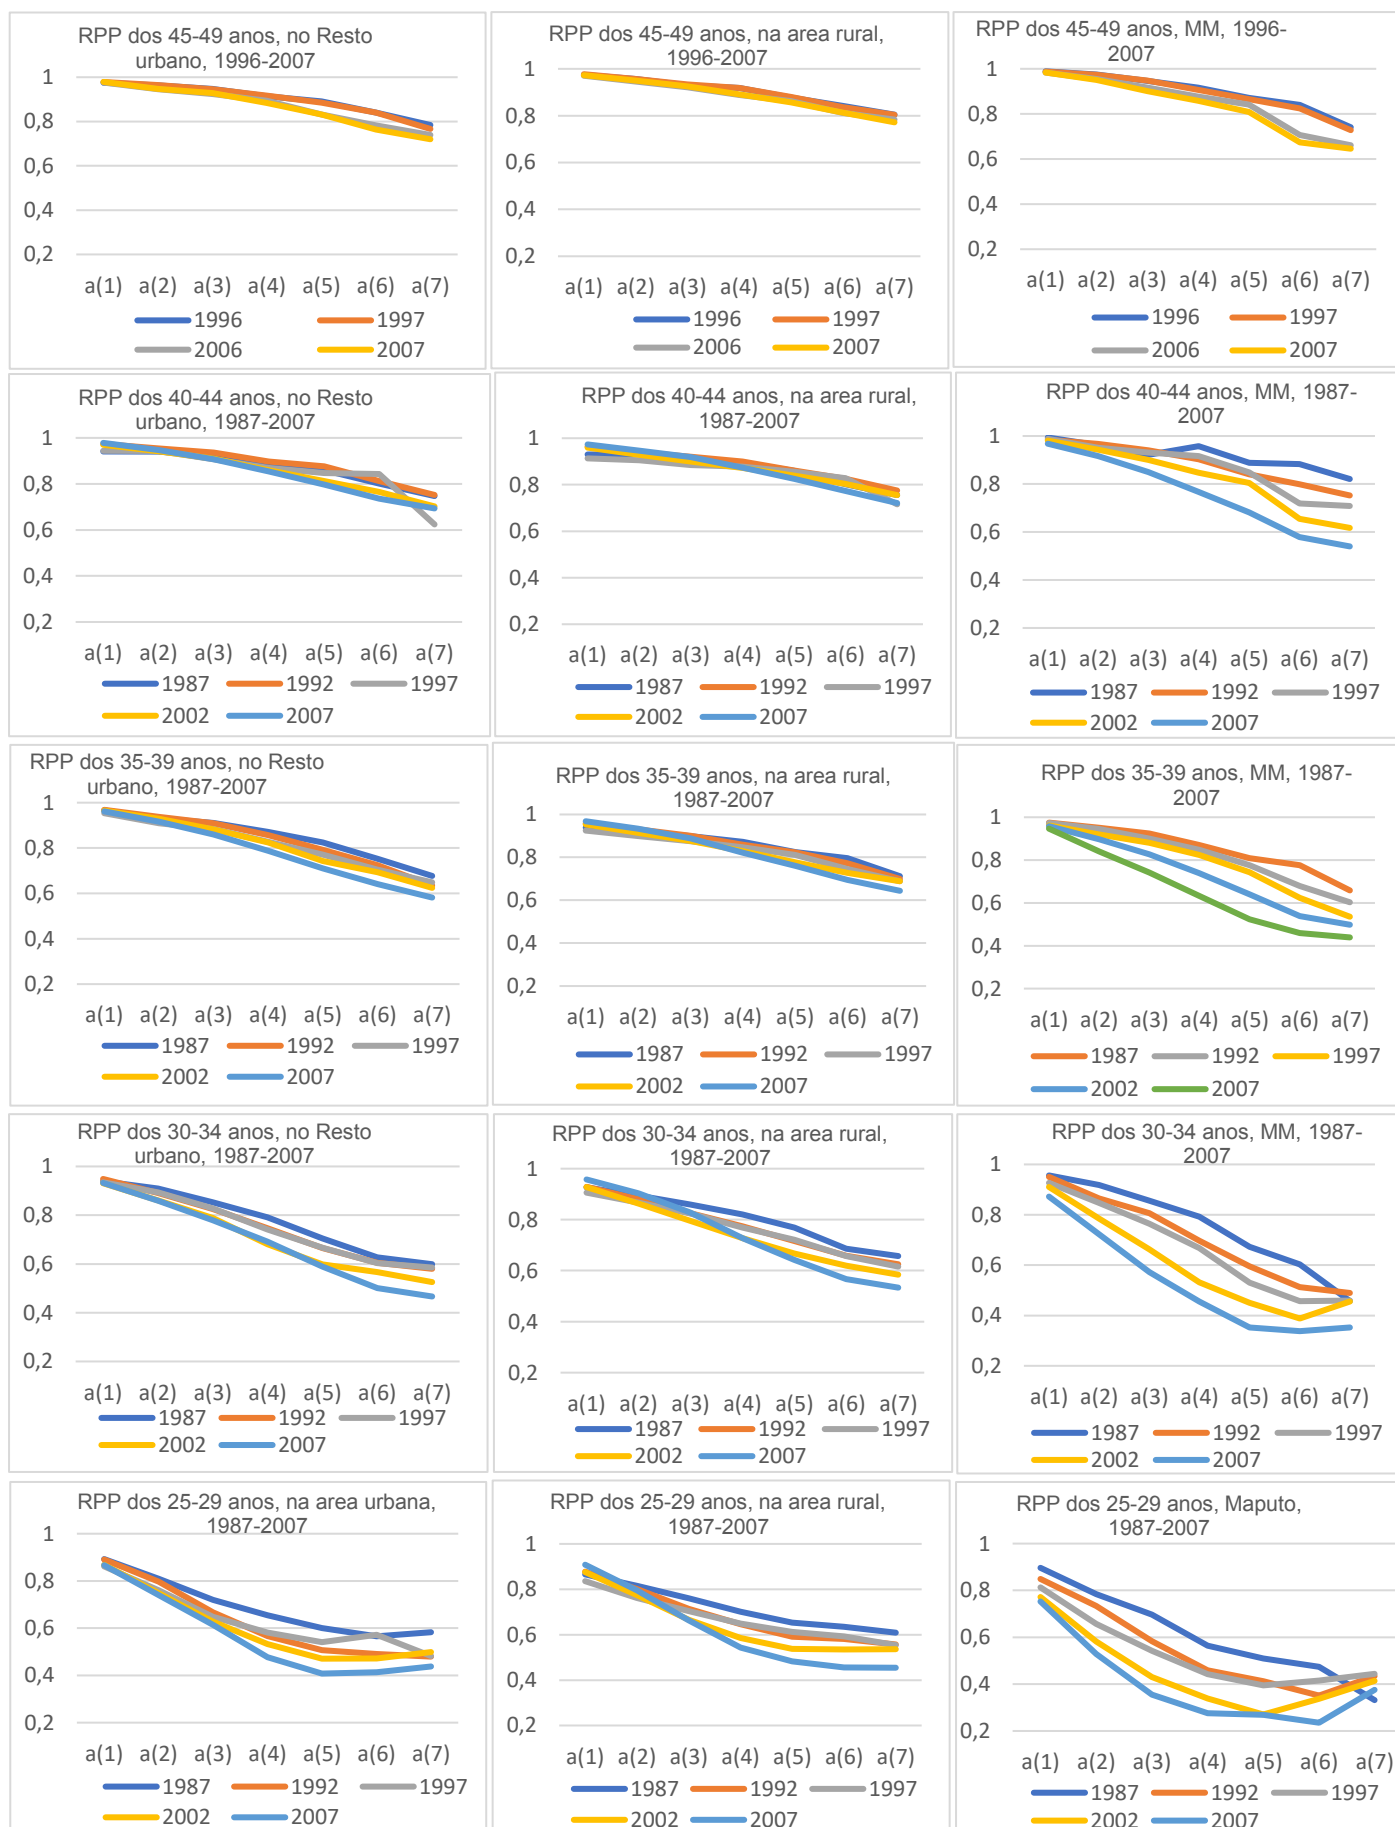 RPP dos 45-49 anos, no Resto
urbano, 1996-2007
1
0,8
0,6
0,4
0,2
a(1) a(2) a(3) a(4) a(5) a(6) a(7)
1996 1997
2006 2007
RPP dos 45-49 anos, na area rural,
1996-2007
1
0,8
0,6
0,4
0,2
a(1) a(2) a(3) a(4) a(5) a(6) a(7)
1996 1997
2006 2007
RPP dos 45-49 anos, MM, 1996-
2007
1
0,8
0,6
0,4
0,2
a(1) a(2) a(3) a(4) a(5) a(6) a(7)
1996 1997
2006 2007
RPP dos 40-44 anos, no Resto
urbano, 1987-2007
1
0,8
0,6
0,4
0,2
a(1) a(2) a(3) a(4) a(5) a(6) a(7)
1987 1992 1997
2002 2007
RPP dos 40-44 anos, na area rural,
1987-2007
1
0,8
0,6
0,4
0,2
a(1) a(2) a(3) a(4) a(5) a(6) a(7)
1987 1992 1997
2002 2007
RPP dos 40-44 anos, MM, 1987-
2007
1
0,8
0,6
0,4
0,2
a(1) a(2) a(3) a(4) a(5) a(6) a(7)
1987 1992 1997
2002 2007
RPP dos 35-39 anos, no Resto
urbano, 1987-2007
1
0,8
0,6
0,4
0,2
a(1) a(2) a(3) a(4) a(5) a(6) a(7)
1987 1992 1997
2002 2007
RPP dos 35-39 anos, na area rural,
1987-2007
1
0,8
0,6
0,4
0,2
a(1) a(2) a(3) a(4) a(5) a(6) a(7)
1987 1992 1997
2002 2007
RPP dos 35-39 anos, MM, 1987-
2007
1
0,8
0,6
0,4
0,2
a(1) a(2) a(3) a(4) a(5) a(6) a(7)
1987 1992 1997
2002 2007
RPP dos 30-34 anos, no Resto
urbano, 1987-2007
1
0,8
0,6
0,4
0,2
a(1) a(2) a(3) a(4) a(5) a(6) a(7)
1987 1992 1997
2002 2007
RPP dos 30-34 anos, na area rural,
1987-2007
1
0,8
0,6
0,4
0,2
a(1) a(2) a(3) a(4) a(5) a(6) a(7)
1987 1992 1997
2002 2007
RPP dos 30-34 anos, MM, 1987-
2007
1
0,8
0,6
0,4
0,2
a(1) a(2) a(3) a(4) a(5) a(6) a(7)
1987 1992 1997
2002 2007
RPP dos 25-29 anos, na area urbana,
1987-2007
1
0,8
0,6
0,4
0,2
a(1) a(2) a(3) a(4) a(5) a(6) a(7)
1987 1992 1997
2002 2007
RPP dos 25-29 anos, na area rural,
1987-2007
1
0,8
0,6
0,4
0,2
a(1) a(2) a(3) a(4) a(5) a(6) a(7)
1987 1992 1997
2002 2007
RPP dos 25-29 anos, Maputo,
1987-2007
1
0,8
0,6
0,4
0,2
a(1) a(2) a(3) a(4) a(5) a(6) a(7)
1987 1992 1997
2002 2007